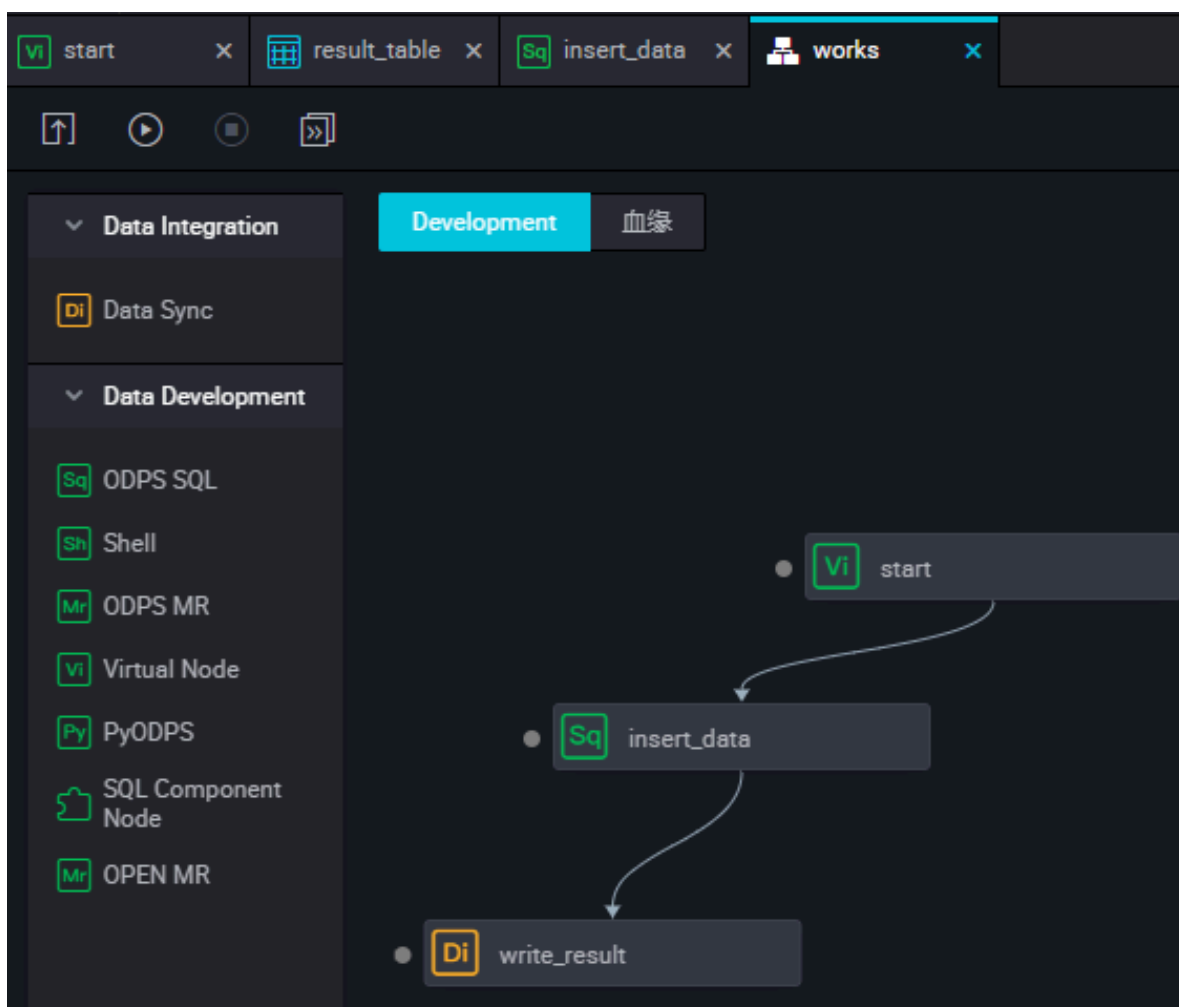 Vi start × result_table × Sq insert_data × works ×
Data Integration
Development 血缘
Di Data Sync
Data Development
Sq ODPS SQL
Sh Shell
Mr ODPS MR
Vi Virtual Node
Py PyODPS
SQL Component
Node
Mr OPEN MR
Vi start
Sq insert_data
Di write_result